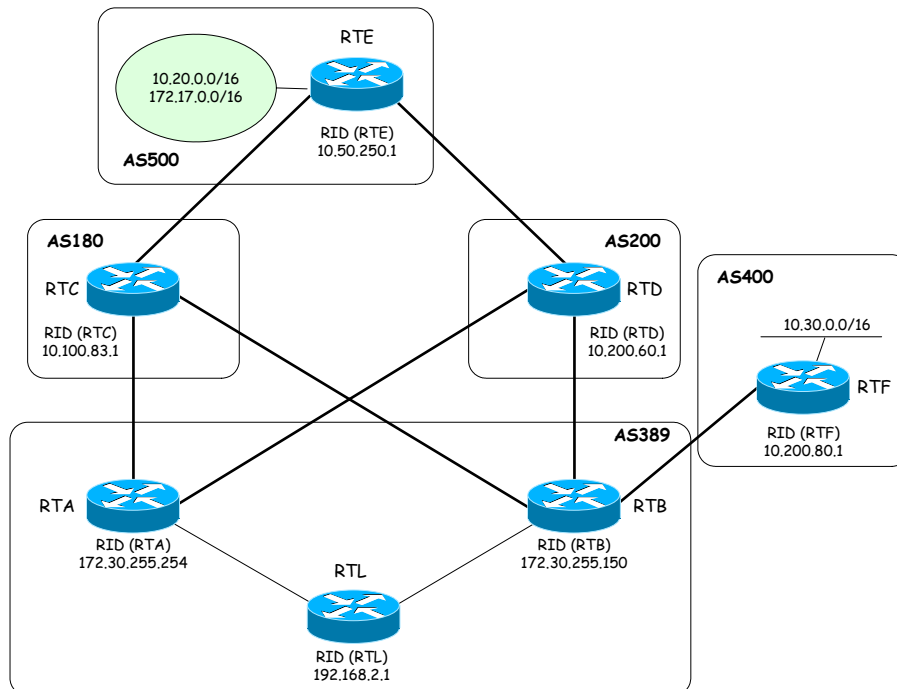 RTE
10.20.0.0/16
172.17.0.0/16
RID (RTE)
10.50.250.1
AS500
AS180
RTC
RID (RTC)
10.100.83.1
AS200
RTD
RID (RTD)
10.200.60.1
AS400
10.30.0.0/16
RTF
RID (RTF)
10.200.80.1
AS389
RTA
RID (RTA)
172.30.255.254
RTB
RID (RTB)
172.30.255.150
RTL
RID (RTL)
192.168.2.1